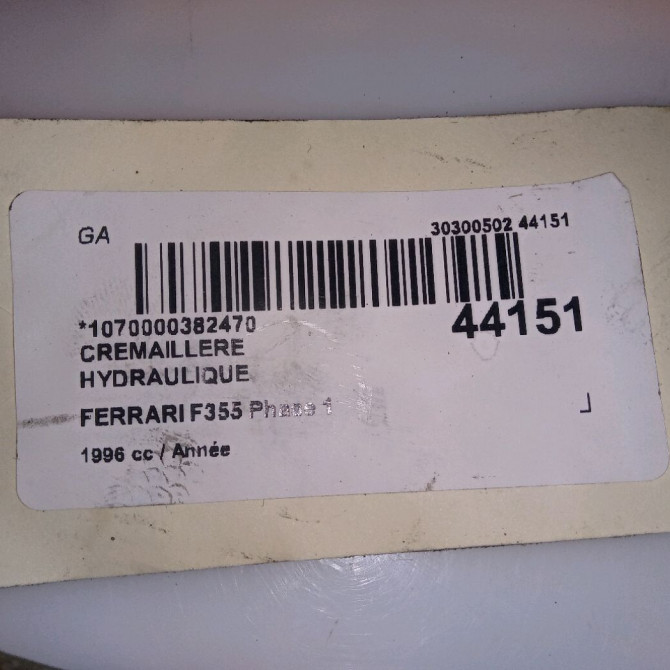 GA
30300502 44151
*1070000382470
44151
CREMAILLERE
HYDRAULIQUE
FERRARI F355 Phase 1
1996 cc / Année